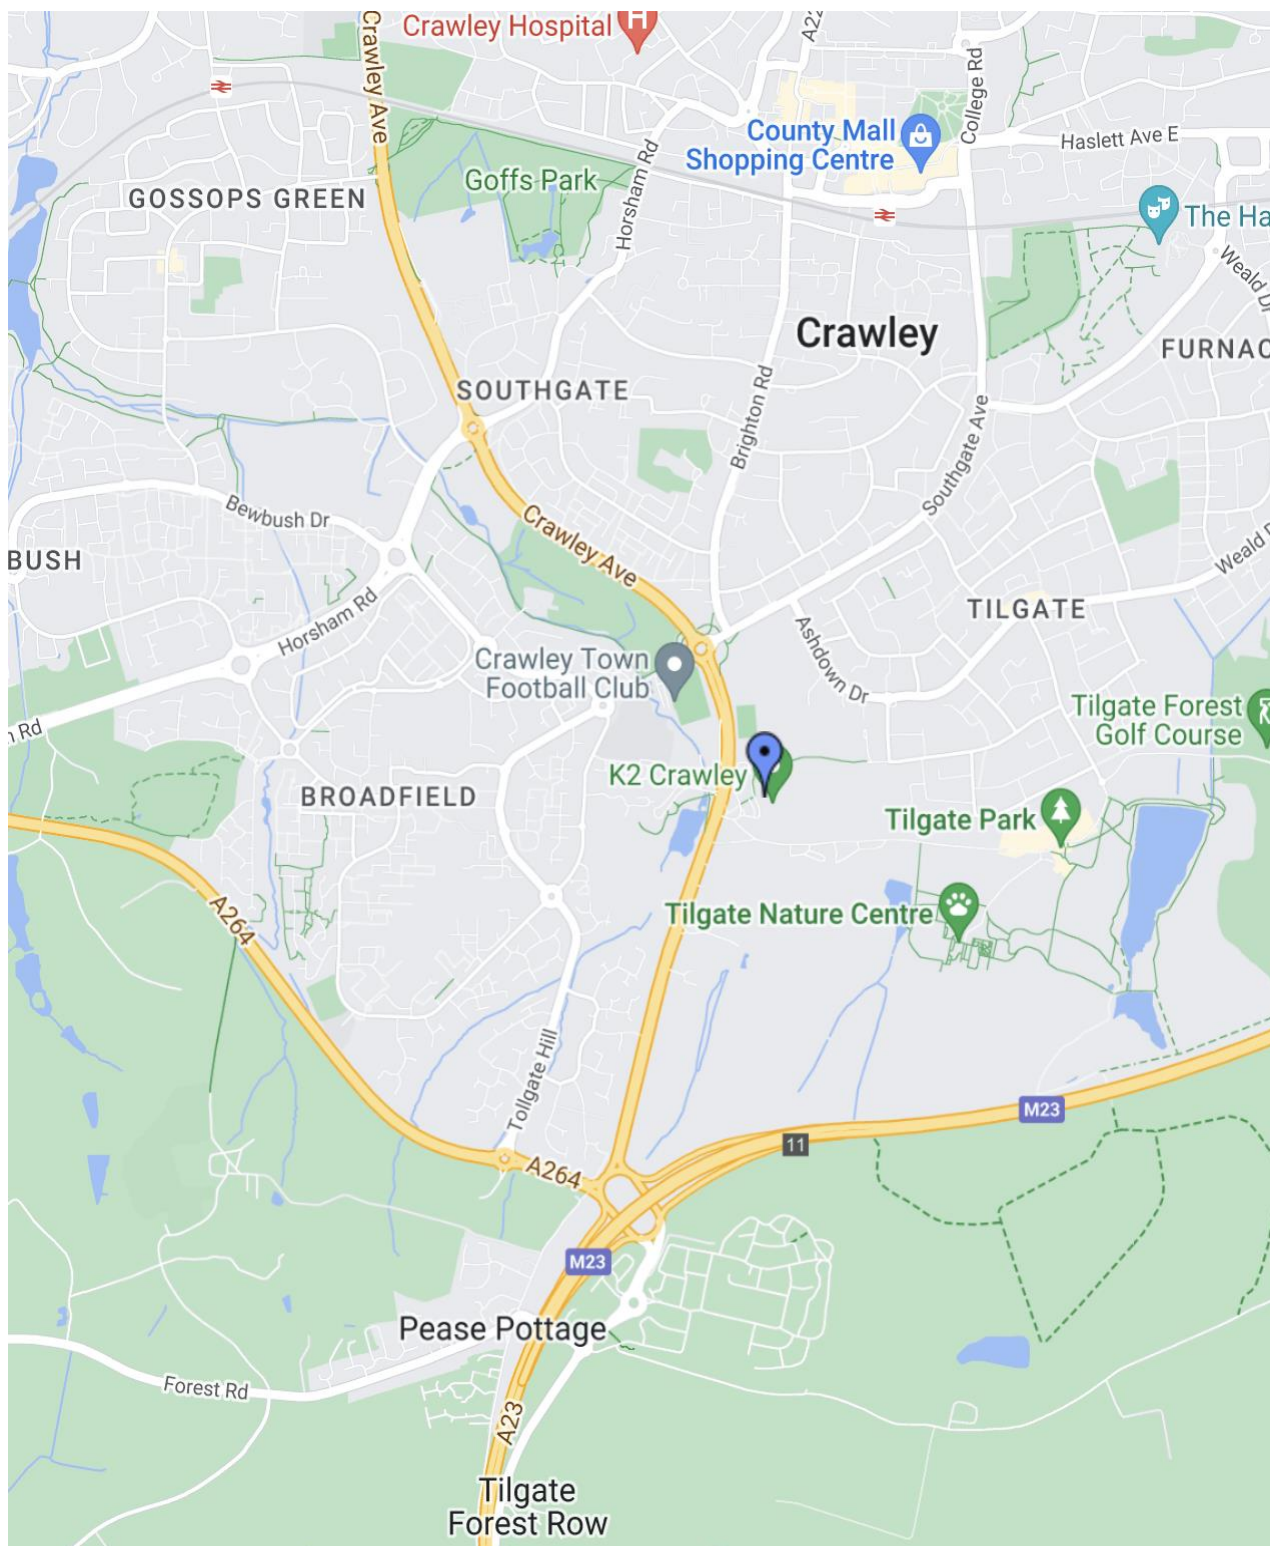 Crawley Hospital
H
A22
Crawley Ave
College Rd
County Mall
Shopping Centre
Haslett Ave E
Goffs Park
Horsham Rd
GOSSOPS GREEN
The Ha
Weald Dr
Crawley
FURNAC
SOUTHGATE
Brighton Rd
Southgate Ave
Bewbush Dr
Crawley Ave
BUSH
Weald D
Horsham Rd
TILGATE
Ashdown Dr
Crawley Town
Football Club
Tilgate Forest
Golf Course
n Rd
K2 Crawley
BROADFIELD
Tilgate Park
A264
Tilgate Nature Centre
Tollgate Hill
M23
11
A264
M23
Pease Pottage
Forest Rd
A23
Tilgate
Forest Row